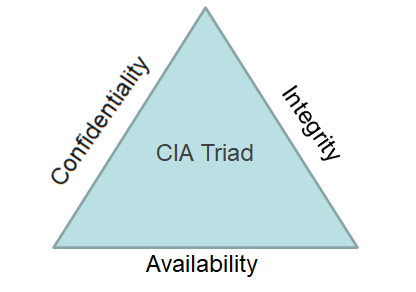 Confidentiality
Integrity
CIA Triad
Availability